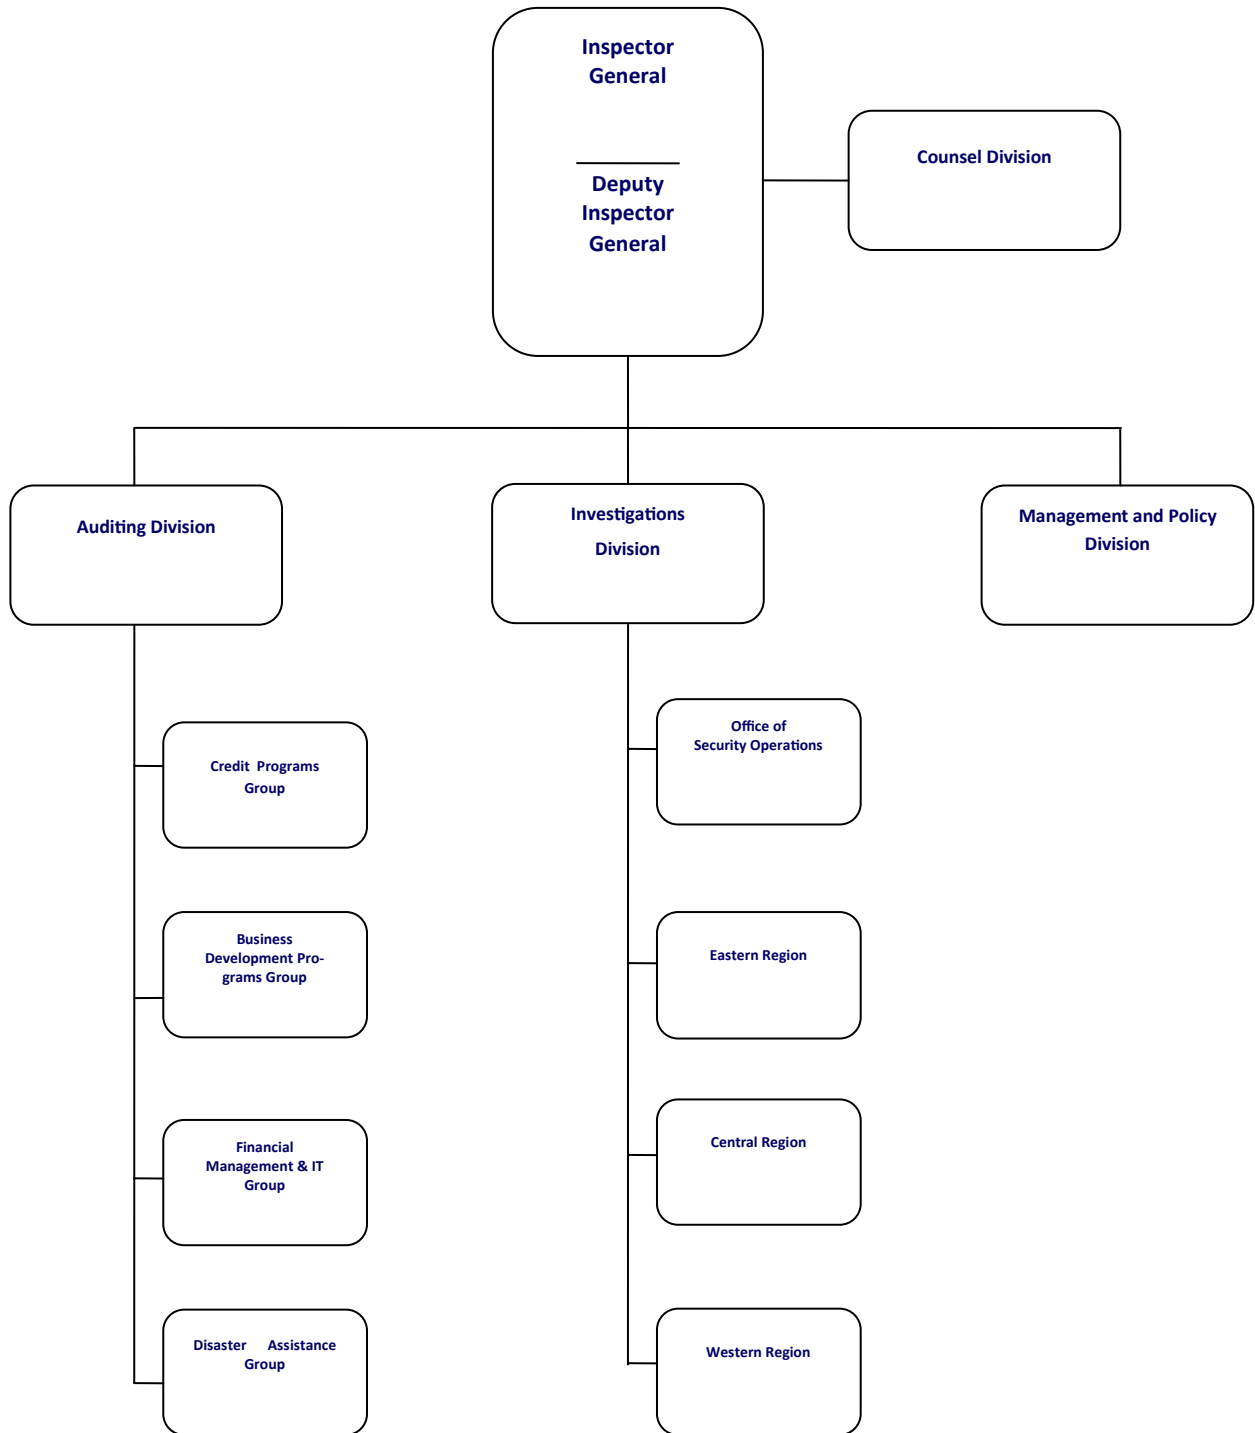 Inspector
General
Deputy
Inspector
General
Counsel Division
Auditing Division
Investigations
Division
Management and Policy
Division
Credit Programs
Group
Business
Development Pro-
grams Group
Financial
Management & IT
Group
Disaster Assistance
Group
Office of
Security Operations
Eastern Region
Central Region
Western Region